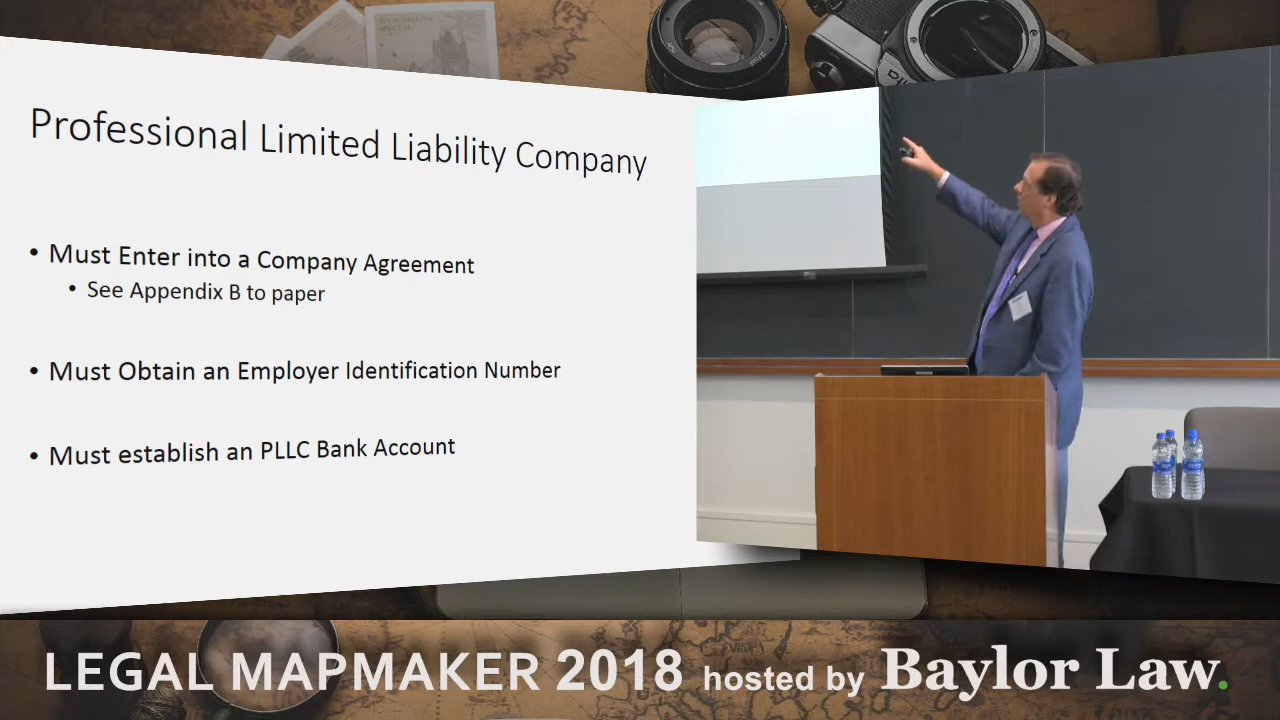 Professional Limited Liability Company
• Must Enter into a Company Agreement
• See Appendix B to paper
• Must Obtain an Employer Identification Number
• Must establish an PLLC Bank Account
LEGAL MAPMAKER 2018 hosted by Baylor Law.